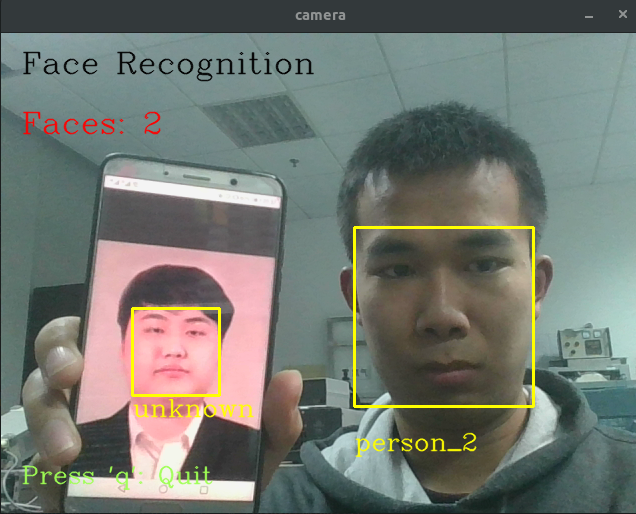 camera
Face Recognition
Faces: 2
unknown
person_2
Press 'q': Quit